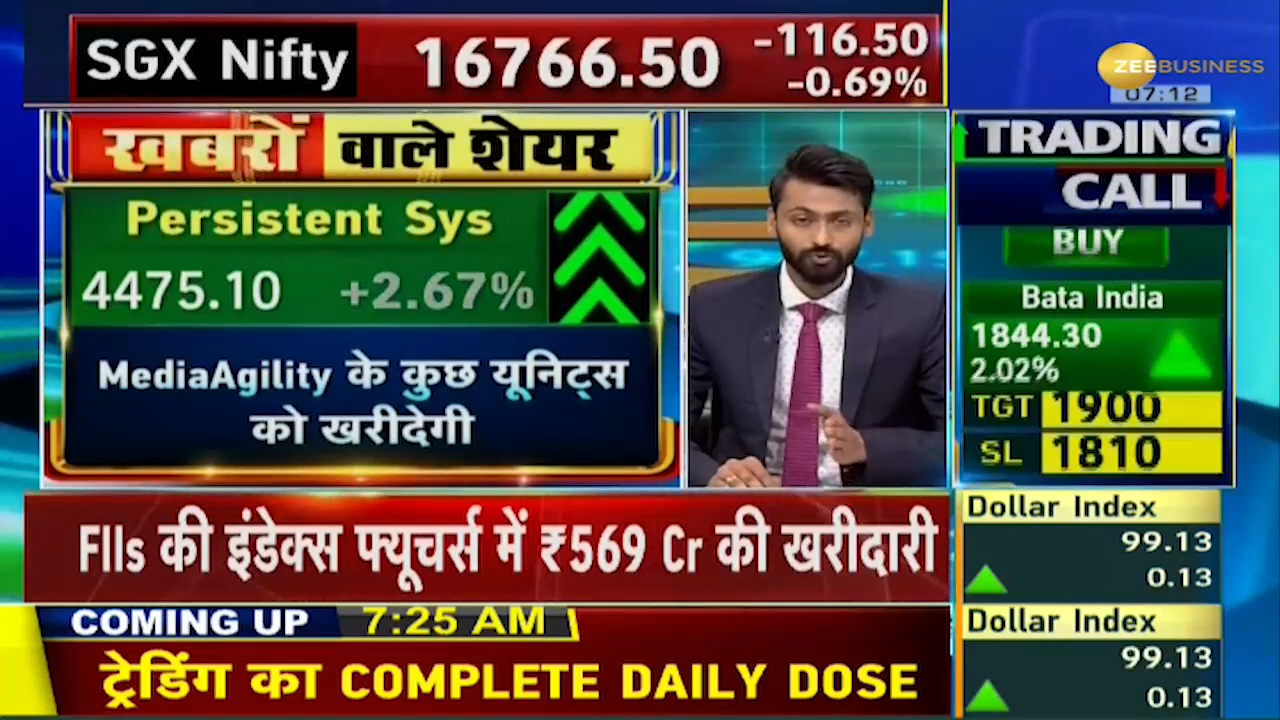 SGX Nifty 16766.50 -116.50
-0.69%
ZEEBUSINESS
07:12
खबरों वाले शेयर
Persistent Sys
4475.10 +2.67%
MediaAgility के कुछ यूनिट्स
को खरीदेगी
TRADING
CALL
BUY
Bata India
1844.30
2.02%
TGT 1900
SL 1810
FIIs की इंडेक्स फ्यूचर्स में ₹569 Cr की खरीदारी
Dollar Index
99.13
0.13
Dollar Index
99.13
0.13
COMING UP 7:25 AM
ट्रेडिंग का COMPLETE DAILY DOSE